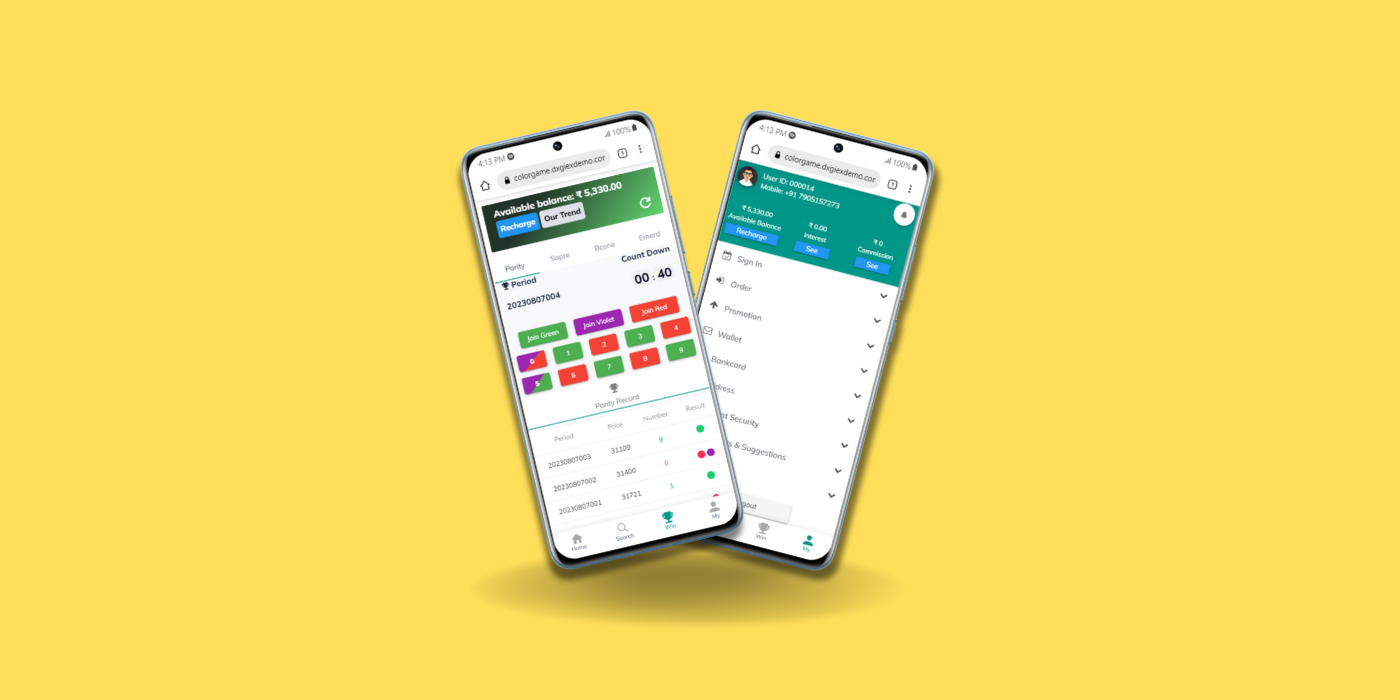 4:13 PM
100%
colorgame.dxgiexdemo.cor
1
Available balance: ₹ 5,330.00
Recharge
Our Trend
Parity
Sapre
Bcone
Emerd
Period
Count Down
20230807004
00 : 40
Join Green
Join Violet
Join Red
0
1
2
3
4
5
6
7
8
9
Parity Record
Period
Price
Number
Result
20230807003
31109
9
20230807002
31400
0
20230807001
31721
1
Home
Search
Win
My
4:13 PM
100%
colorgame.dxgiexdemo.cor
1
User ID: 000014
Mobile: +91 7905157273
₹ 5,330.00
Available Balance
Recharge
₹ 0.00
Interest
See
₹ 0
Commission
See
Sign In
Order
Promotion
Wallet
Bankcard
dress
nt Security
s & Suggestions
gout
Win
My